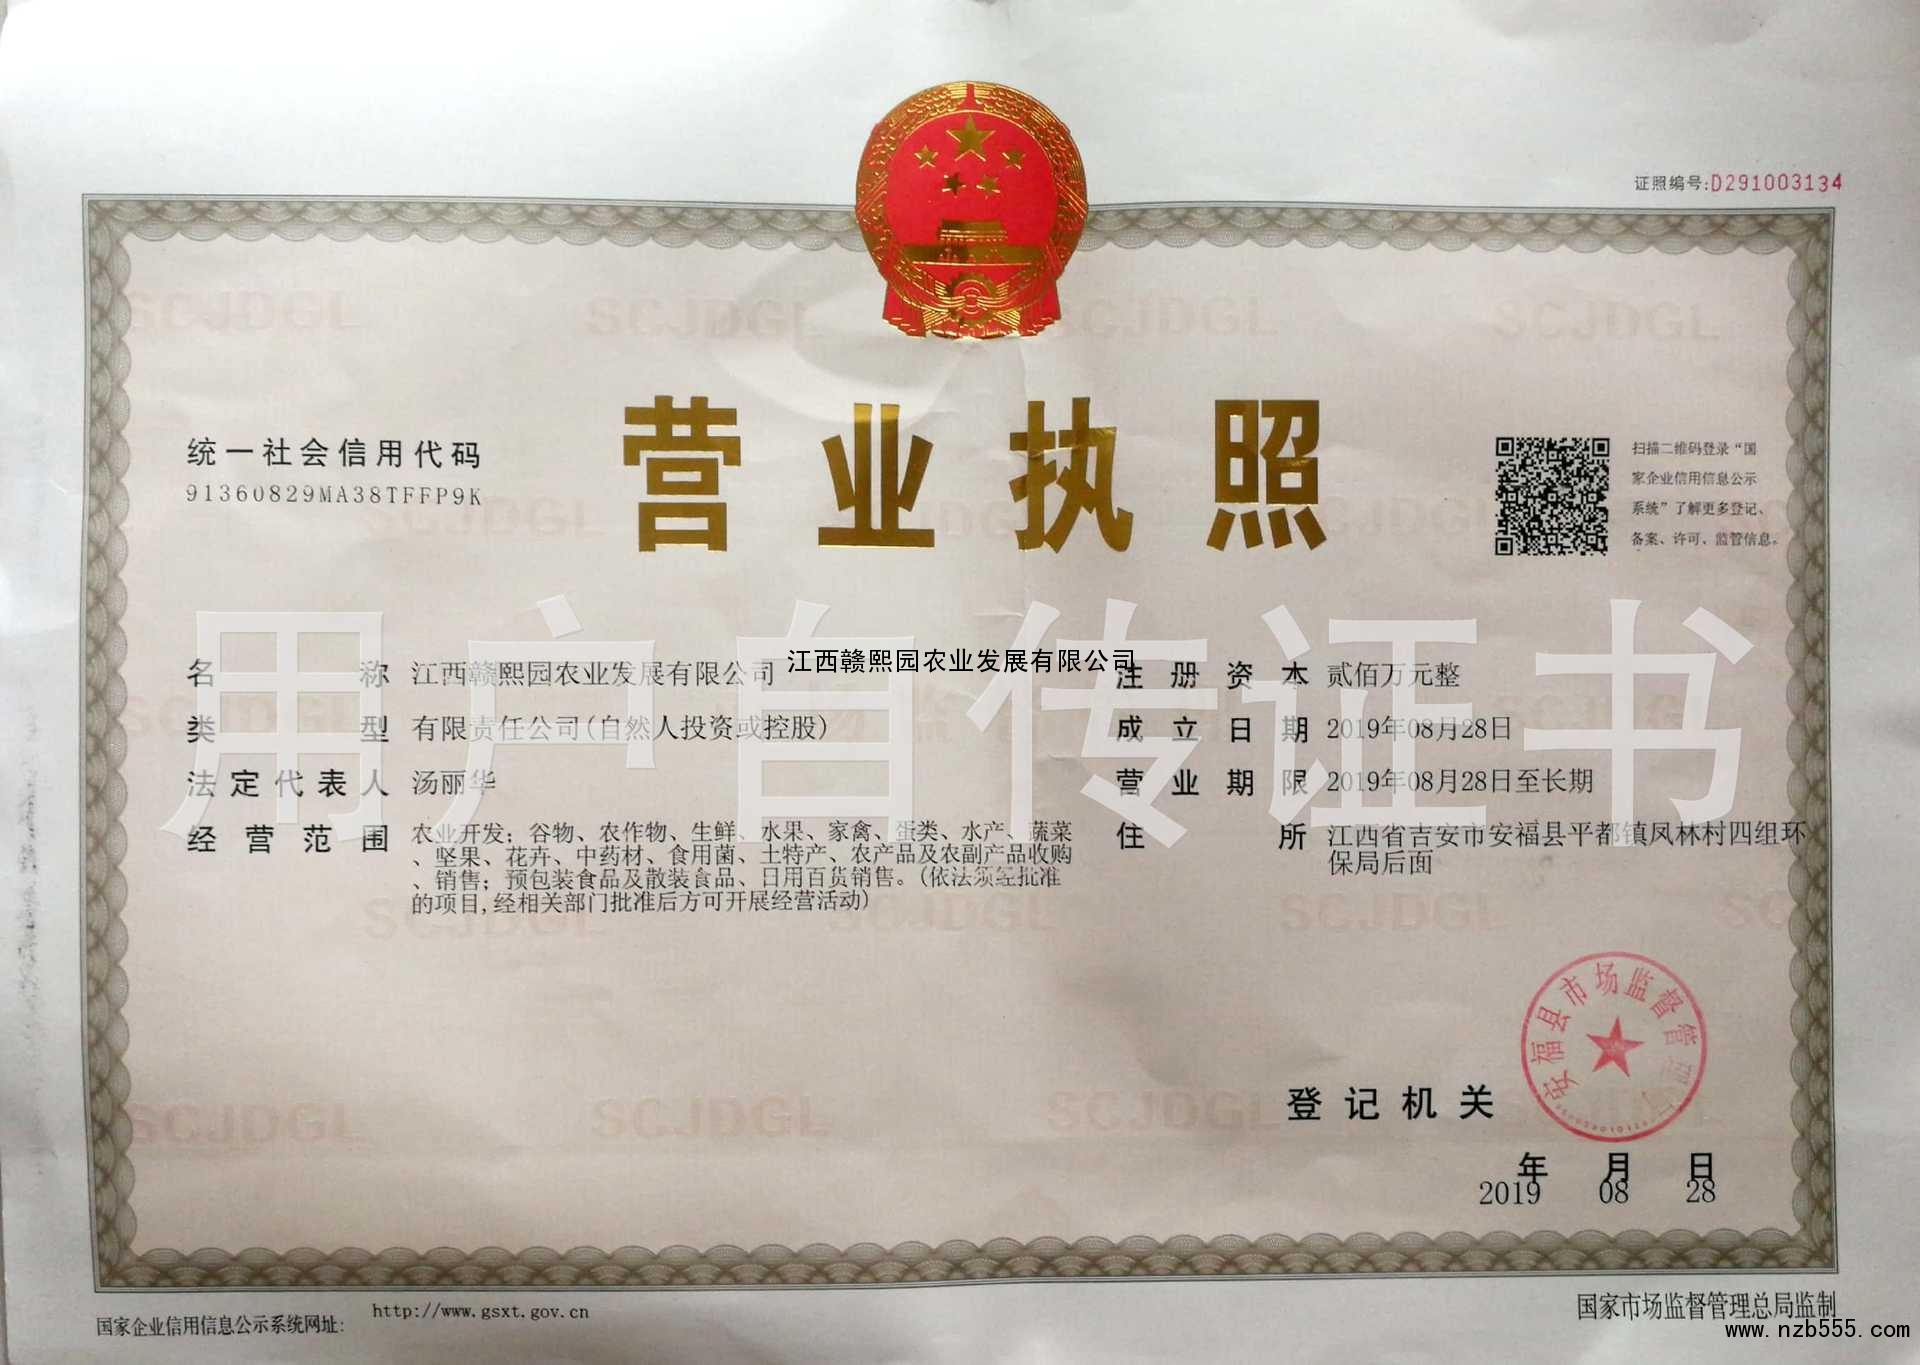 证照编号:D291003134
SCJDGL SCJDGL SCJDGL SCJDGL
营业执照
统一社会信用代码
91360829MA38TFFP9K
扫描二维码登录“国
家企业信用信息公示
系统”了解更多登记、
备案、许可、监管信息。
用户自传证书
江西赣熙园农业发展有限公司
名称 江西赣熙园农业发展有限公司
类型 有限责任公司(自然人投资或控股)
法定代表人 汤丽华
经营范围 农业开发; 谷物、农作物、生鲜、水果、家禽、蛋类、水产、蔬菜
、坚果、花卉、中药材、食用菌、土特产、农产品及农副产品收购
、销售; 预包装食品及散装食品、日用百货销售。(依法须经批准
的项目,经相关部门批准后方可开展经营活动)
注册资本 贰佰万元整
成立日期 2019年08月28日
营业期限 2019年08月28日至长期
住所 江西省吉安市安福县平都镇凤林村四组环
保局后面
SCJDGL SCJDGL SCJDGL
SCJDGL SCJDGL SCJDGL
安福县市场监督管理
登记机关
年 月 日
2019 08 28
国家企业信用信息公示系统网址:
http://www.gsxt.gov.cn
国家市场监督管理总局监制
www.nzb555.com